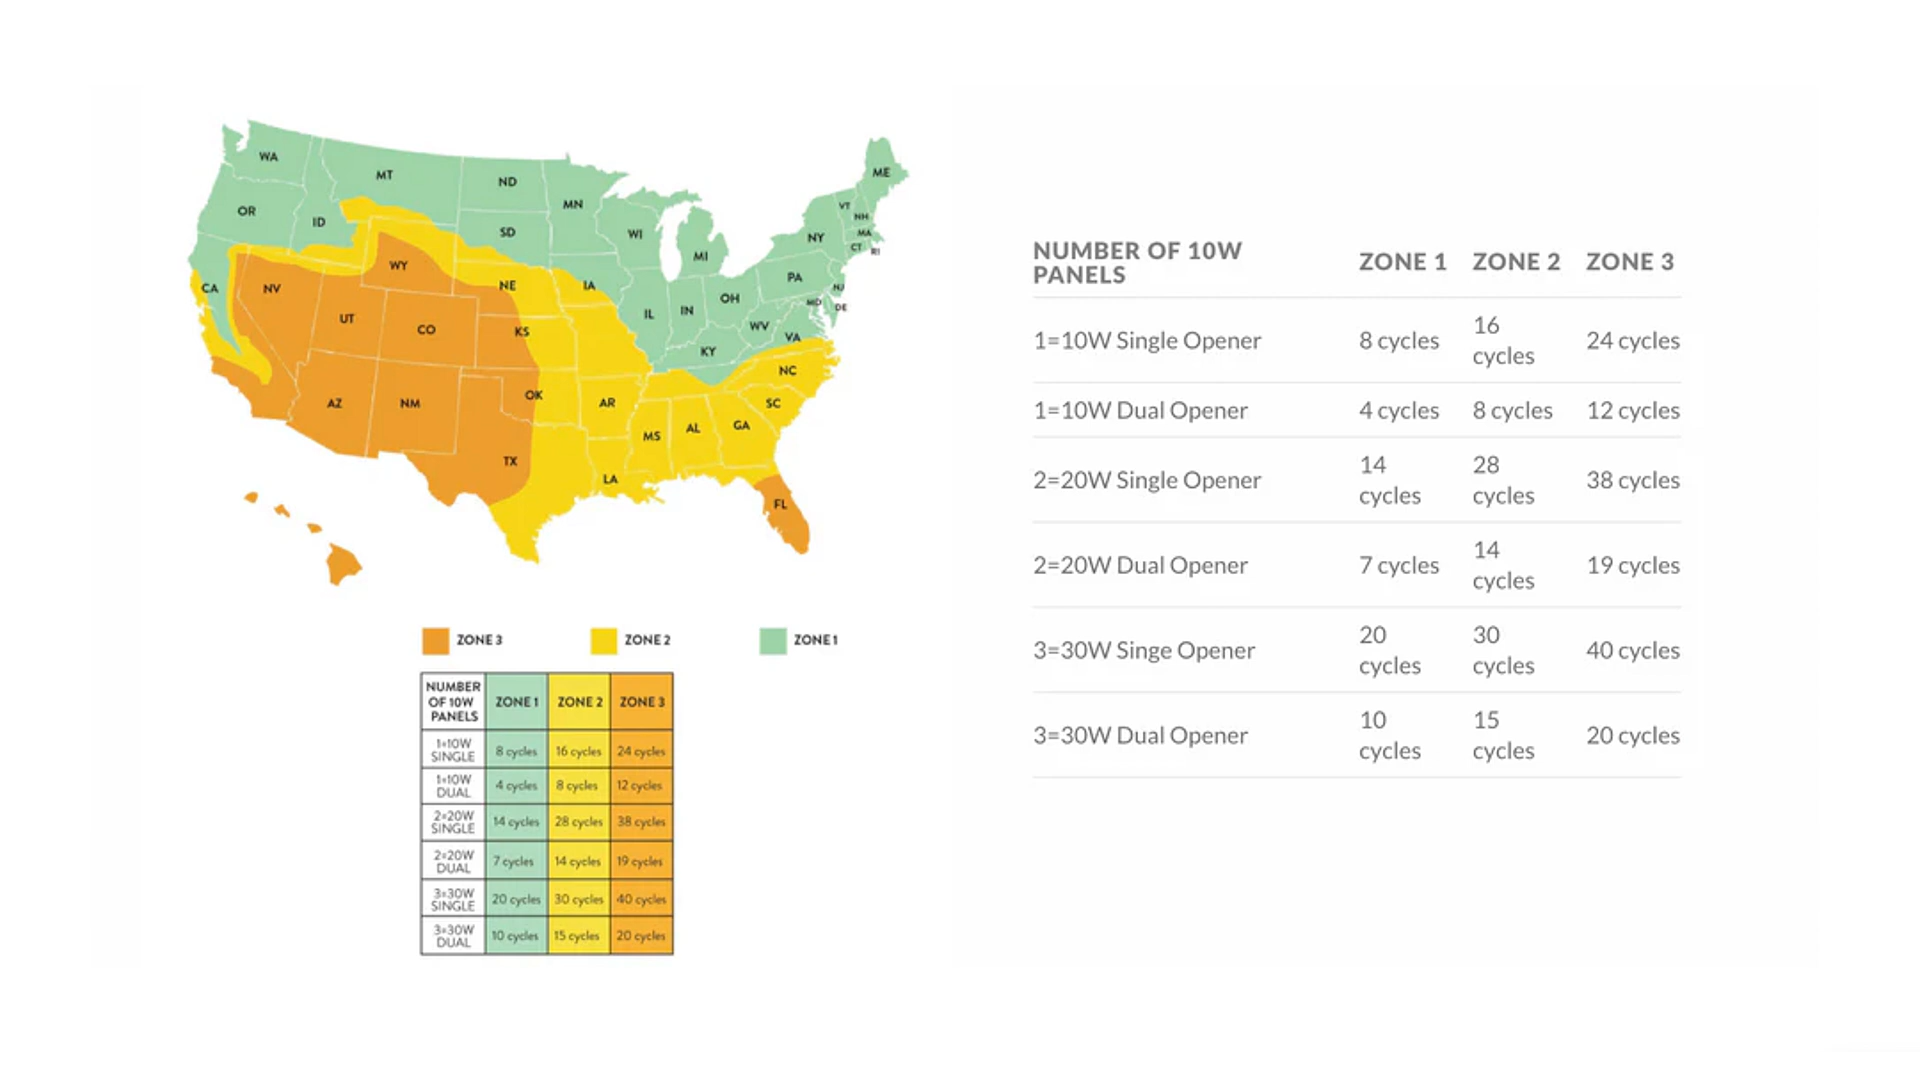 WA
MT
ND
MN
ME
OR
ID
SD
WI
MI
VT
NH
MA
NY
CT
RI
WY
NE
IA
PA
NJ
CA
NV
UT
CO
KS
IL
IN
OH
MD
DE
WV
VA
KY
NC
AZ
NM
OK
AR
SC
MS
AL
GA
TX
LA
FL
ZONE 3 ZONE 2 ZONE 1
NUMBER
OF 10W
PANELS
ZONE 1 ZONE 2 ZONE 3
1=10W
SINGLE
8 cycles 16 cycles 24 cycles
1=10W
DUAL
4 cycles 8 cycles 12 cycles
2=20W
SINGLE
14 cycles 28 cycles 38 cycles
2=20W
DUAL
7 cycles 14 cycles 19 cycles
3=30W
SINGLE
20 cycles 30 cycles 40 cycles
3=30W
DUAL
10 cycles 15 cycles 20 cycles
NUMBER OF 10W
PANELS
ZONE 1 ZONE 2 ZONE 3
1=10W Single Opener
8 cycles
16
cycles
24 cycles
1=10W Dual Opener 4 cycles 8 cycles 12 cycles
2=20W Single Opener
14
cycles
28
cycles
38 cycles
2=20W Dual Opener
7 cycles
14
cycles
19 cycles
3=30W Singe Opener
20
cycles
30
cycles
40 cycles
3=30W Dual Opener
10
cycles
15
cycles
20 cycles